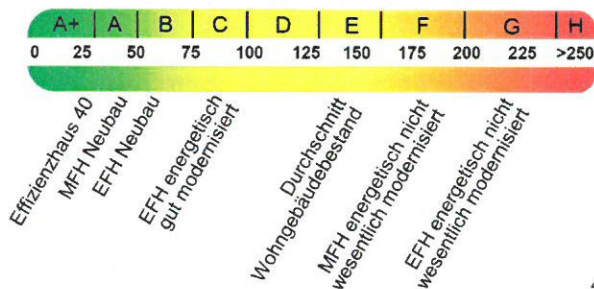 A+ A B C D E F G H
0 25 50 75 100 125 150 175 200 225 >250
Effizienzhaus 40
MFH Neubau
EFH Neubau
EFH energetisch
gut modernisiert
Durchschnitt
Wohngebäudebestand
MFH energetisch nicht
wesentlich modernisiert
EFH energetisch nicht
wesentlich modernisiert